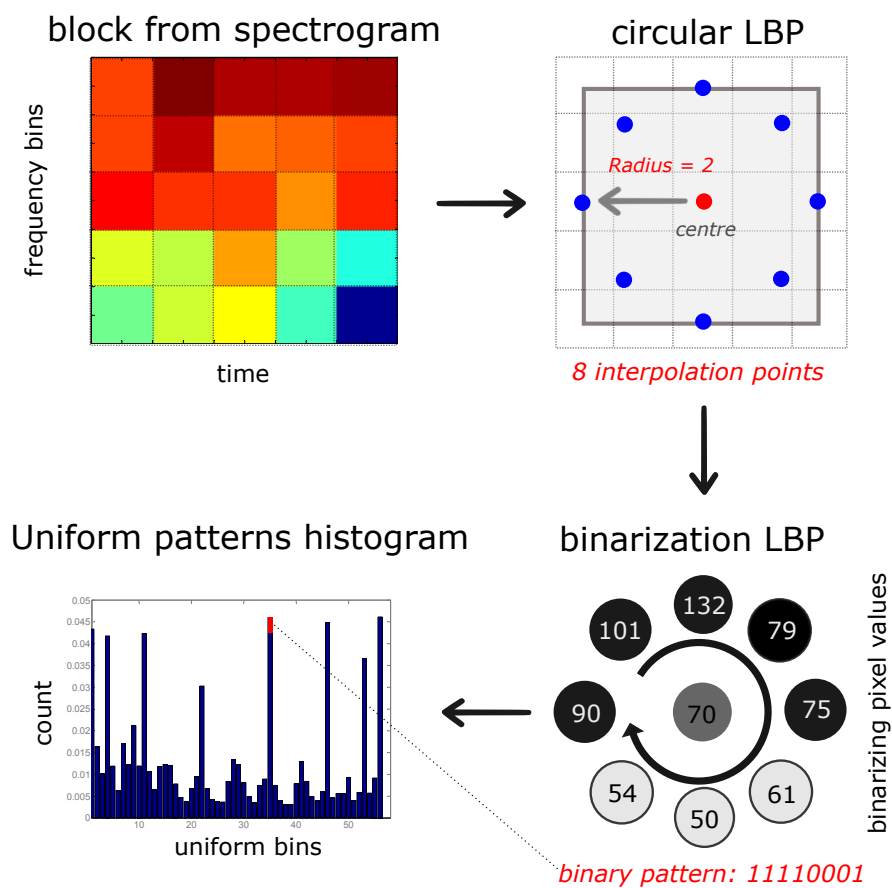 block from spectrogram
frequency bins
time
circular LBP
Radius = 2
centre
8 interpolation points
Uniform patterns histogram
count
0.05
0.045
0.04
0.035
0.03
0.025
0.02
0.015
0.01
0.005
0
10
20
30
40
50
uniform bins
binarization LBP
132
101
79
90
70
75
54
61
50
binarizing pixel values
binary pattern: 11110001